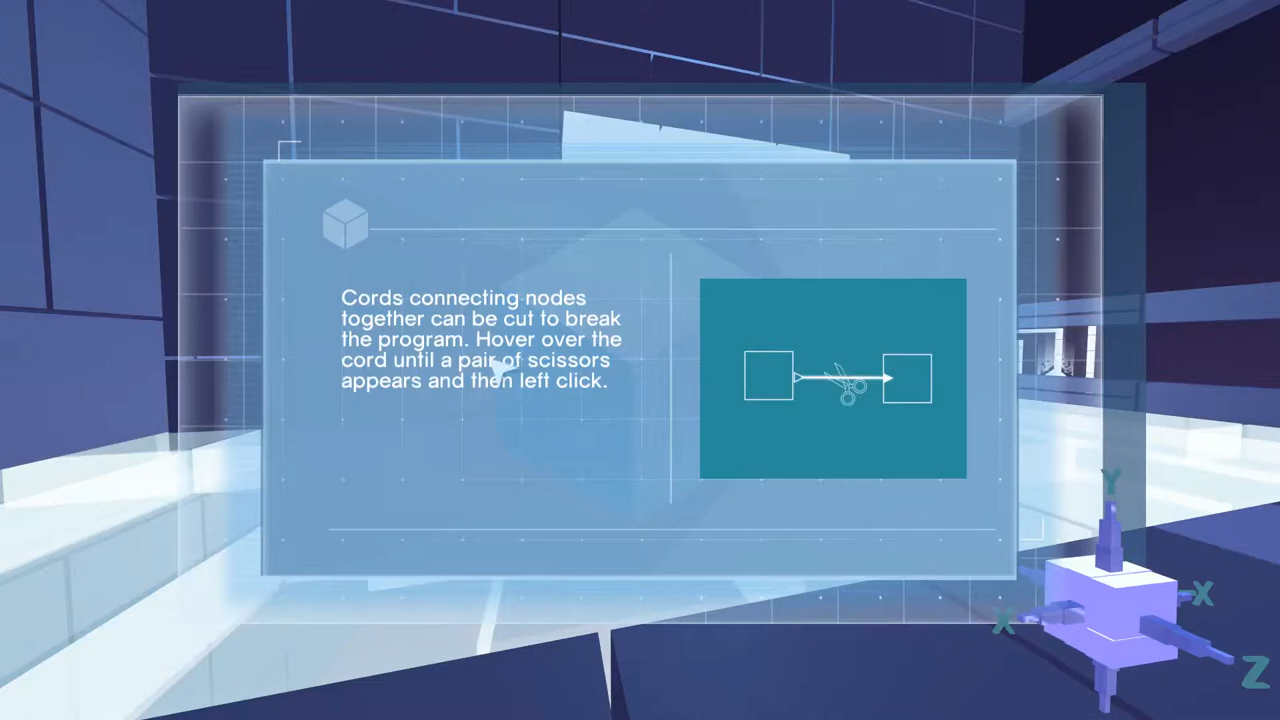 Cords connecting nodes
together can be cut to break
the program. Hover over the
cord until a pair of scissors
appears and then left click.
Y
X
X
Z